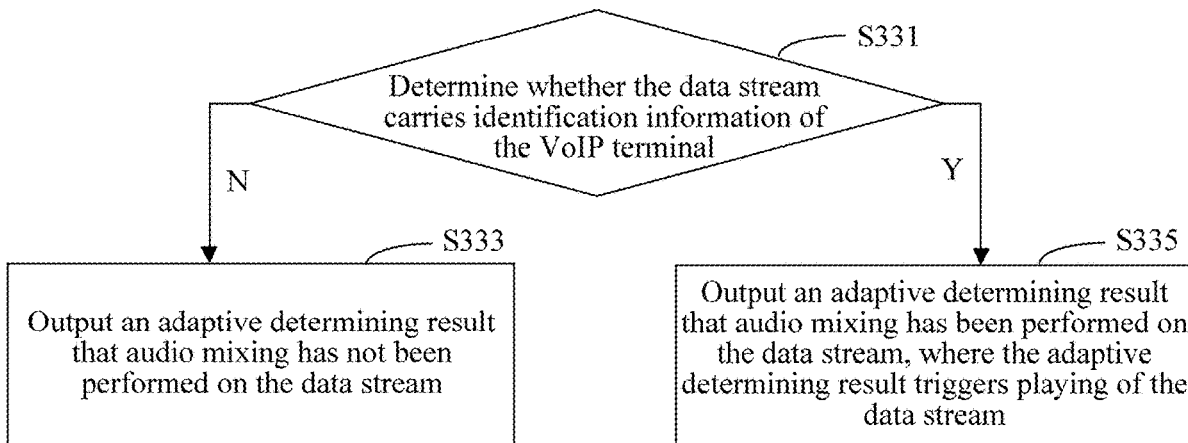 S331
Determine whether the data stream
carries identification information of
the VoIP terminal
N
Y
S333
Output an adaptive determining result
that audio mixing has not been
performed on the data stream
S335
Output an adaptive determining result
that audio mixing has been performed on
the data stream, where the adaptive
determining result triggers playing of the
data stream